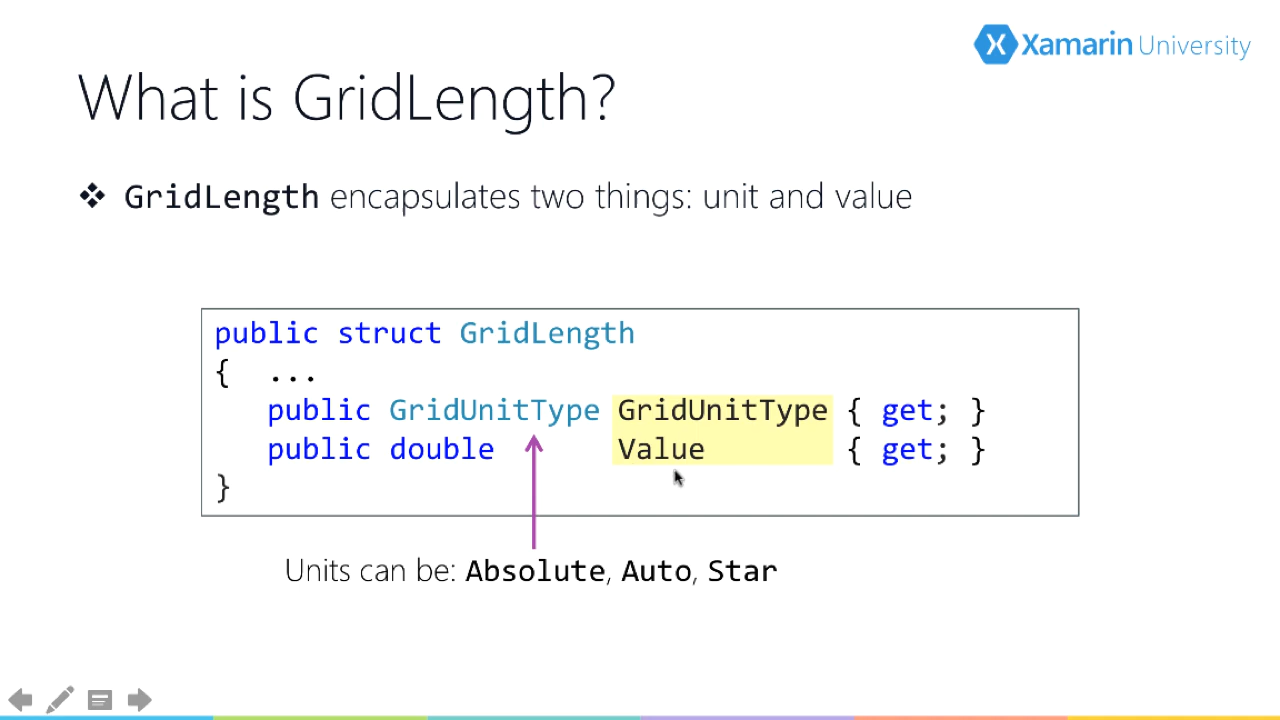 Xamarin University
What is GridLength?
❖ GridLength encapsulates two things: unit and value
public struct GridLength
{ ...
public GridUnitType GridUnitType { get; }
public double Value { get; }
}
Units can be: Absolute, Auto, Star